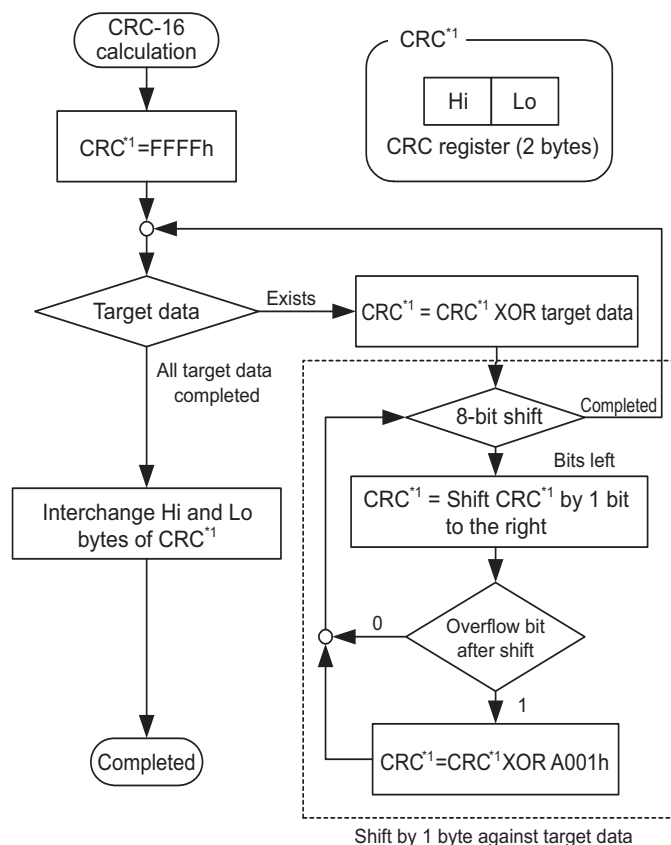 CRC-16
calculation
CRC*1
Hi Lo
CRC register (2 bytes)
CRC*1=FFFFh
Target data
Exists
CRC*1 = CRC*1 XOR target data
All target data
completed
8-bit shift
Completed
Bits left
Interchange Hi and Lo
bytes of CRC*1
CRC*1 = Shift CRC*1 by 1 bit
to the right
Overflow bit
after shift
0
1
CRC*1=CRC*1XOR A001h
Completed
Shift by 1 byte against target data